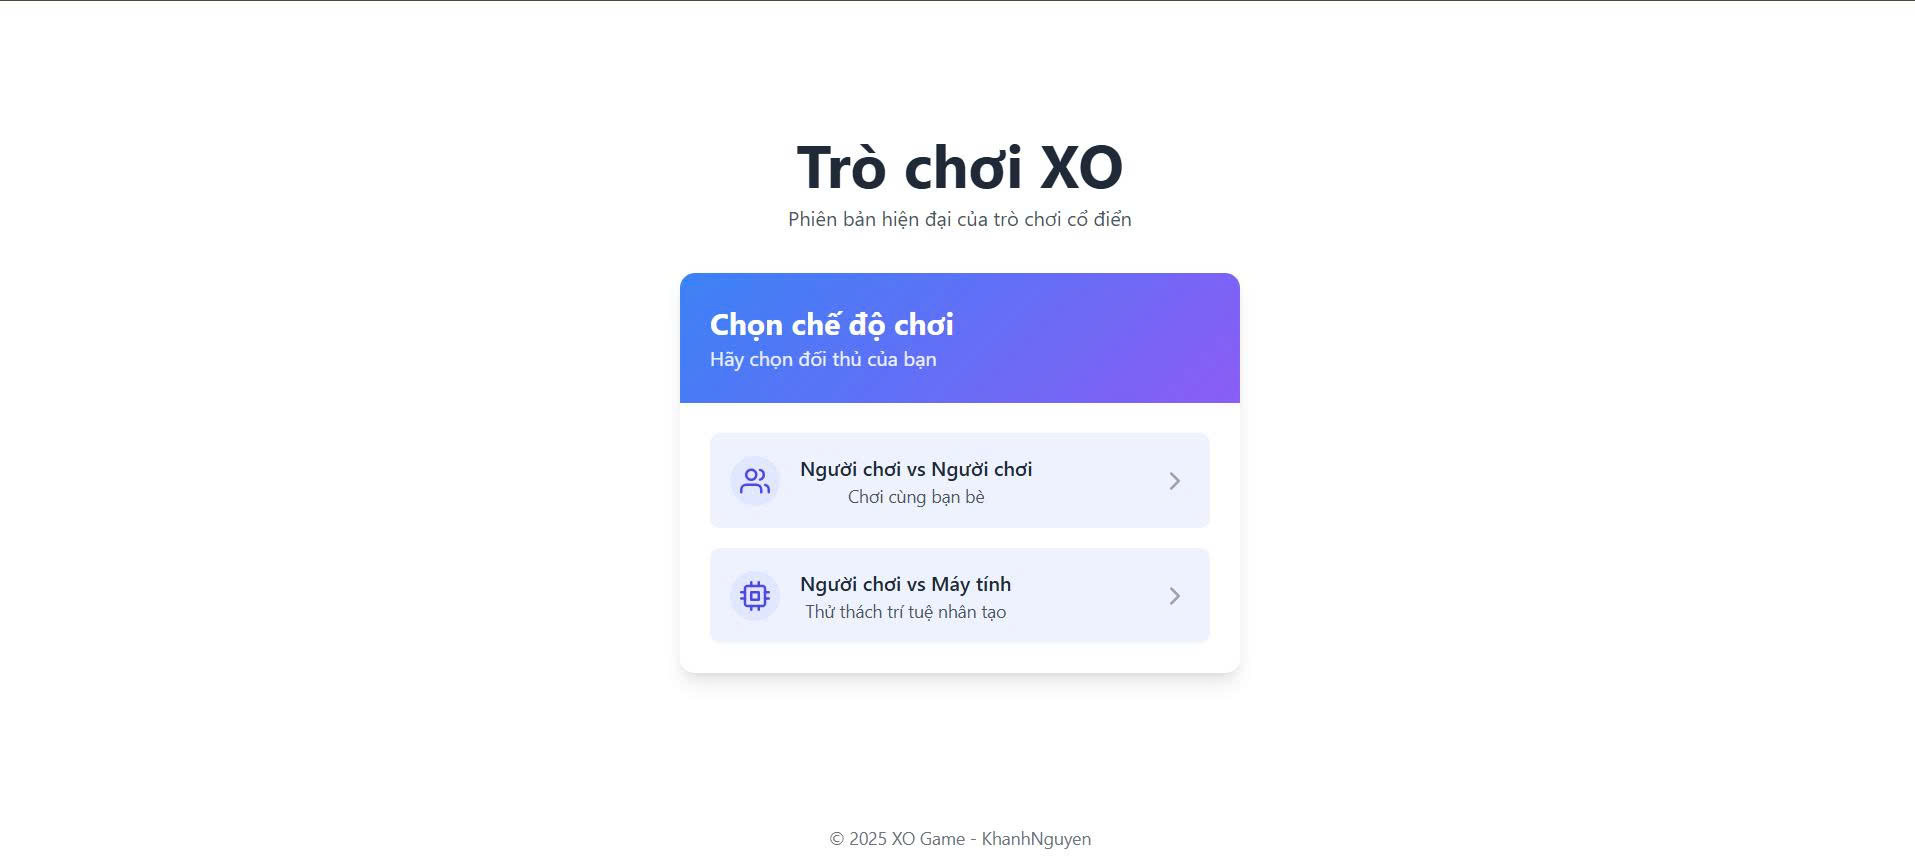 Trò chơi XO
Phiên bản hiện đại của trò chơi cổ điển
Chọn chế độ chơi
Hãy chọn đối thủ của bạn
Người chơi vs Người chơi
Chơi cùng bạn bè
Người chơi vs Máy tính
Thử thách trí tuệ nhân tạo
© 2025 XO Game - KhanhNguyen